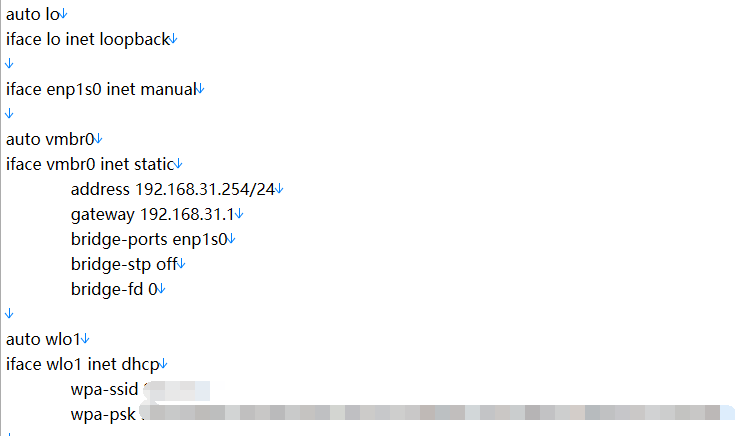 auto lo
iface lo inet loopback
iface enp1s0 inet manual
auto vmbr0
iface vmbr0 inet static
address 192.168.31.254/24
gateway 192.168.31.1
bridge-ports enp1s0
bridge-stp off
bridge-fd 0
auto wlo1
iface wlo1 inet dhcp
wpa-ssid
wpa-psk